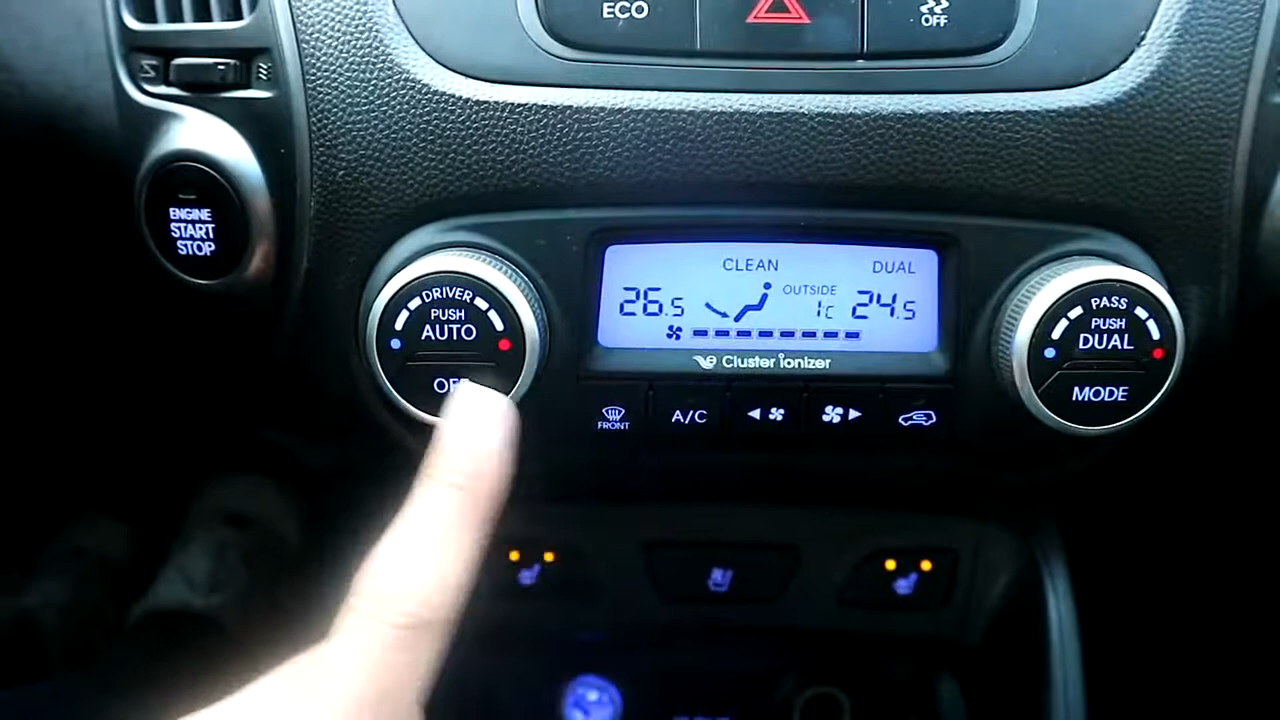 ECO
OFF
ENGINE
START
STOP
DRIVER
PUSH
AUTO
OFF
CLEAN
DUAL
26.5
OUTSIDE
1c
24.5
Cluster ionizer
FRONT
A/C
PASS
PUSH
DUAL
MODE